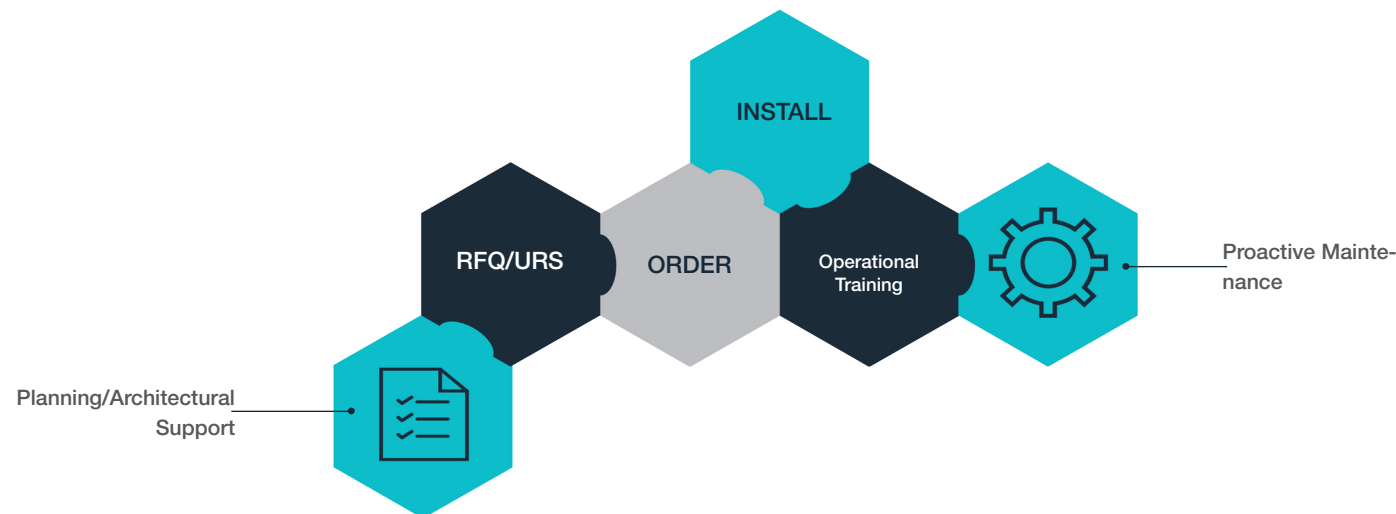 INSTALL
RFQ/URS
ORDER
Operational
Training
Proactive Mainte-
nance
Planning/Architectural
Support